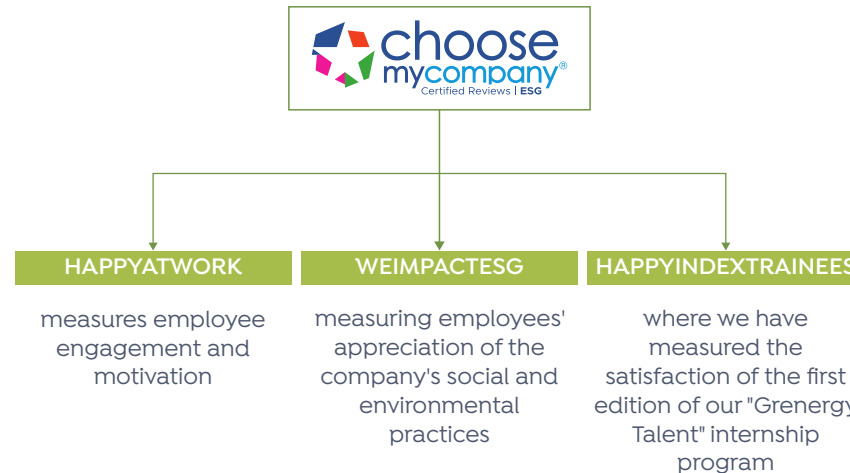 choose
mycompany®
Certified Reviews | ESG
HAPPYATWORK
measures employee
engagement and
motivation
WEIMPACTESG
measuring employees'
appreciation of the
company's social and
environmental
practices
HAPPYINDEXTRAINEES
where we have
measured the
satisfaction of the first
edition of our "Grenergy
Talent" internship
program